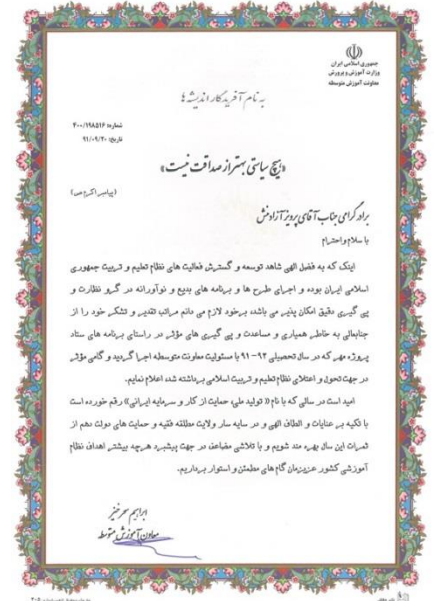 جمهوری اسلامی ایران
وزارت آموزش و پرورش
معاونت آموزش متوسطه
به نام آفریدگار اندیشه ها
شماره: ۴۰۰/۱۹۸۵۱۶
تاریخ: ۹۱/۰۹/۲۰
«هیچ سیاستی بهتر از صداقت نیست»
(پیامبر اکرم ص)
برادر گرامی جناب آقای پرویز آزادمنش
با سلام و احترام
اینک که به فضل الهی شاهد توسعه و گسترش فعالیت های نظام تعلیم و تربیت جمهوری
اسلامی ایران بوده و اجرای طرح ها و برنامه های بدیع و نوآورانه در گرو نظارت و
پی گیری دقیق امکان پذیر می باشد، برخود لازم می دانم مراتب تقدیر و تشکر خود را از
جنابعالی به خاطر همیاری و مساعدت و پی گیری های مؤثر در راستای برنامه های ستاد
پروژه مهر که در سال تحصیلی ۹۲-۹۱ با مسئولیت معاونت متوسطه اجرا گردید و گامی مؤثر
در جهت تحول و اعتلای نظام تعلیم و تربیت اسلامی برداشته شد اعلام نمایم.
امید است در سالی که با نام «تولید ملی، حمایت از کار و سرمایه ایرانی» رقم خورده است
با تکیه بر عنایات و الطاف الهی و در سایه سار ولایت مطلقه فقیه و حمایت های دولت دهم از
ثمرات این سال بهره مند شویم و با تلاشی مضاعف در جهت پیشبرد هرچه بیشتر اهداف نظام
آموزشی کشور عزیزمان گام های مطمئن و استوار برداریم.
ابراهیم سحرخیز
معاون آموزش متوسطه